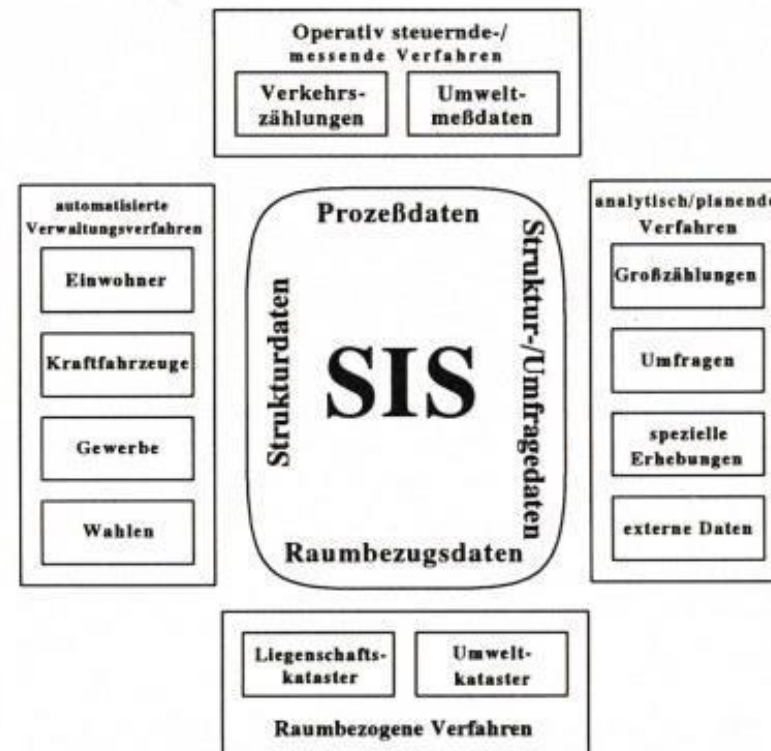 Operativ steuernde-/
messende Verfahren
Verkehrs-
zählungen
Umwelt-
meßdaten
automatisierte
Verwaltungsverfahren
Einwohner
Kraftfahrzeuge
Gewerbe
Wahlen
Prozeßdaten
Strukturdaten
SIS
Struktur-/Umfragedaten
Raumbezugsdaten
analytisch/planende
Verfahren
Großzählungen
Umfragen
spezielle
Erhebungen
externe Daten
Liegenschafts-
kataster
Umwelt-
kataster
Raumbezogene Verfahren